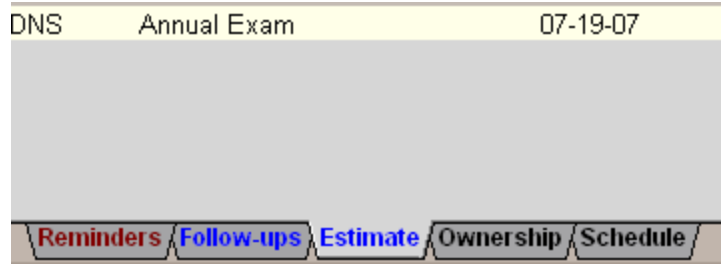 DNS Annual Exam 07-19-07
Reminders Follow-ups Estimate Ownership Schedule